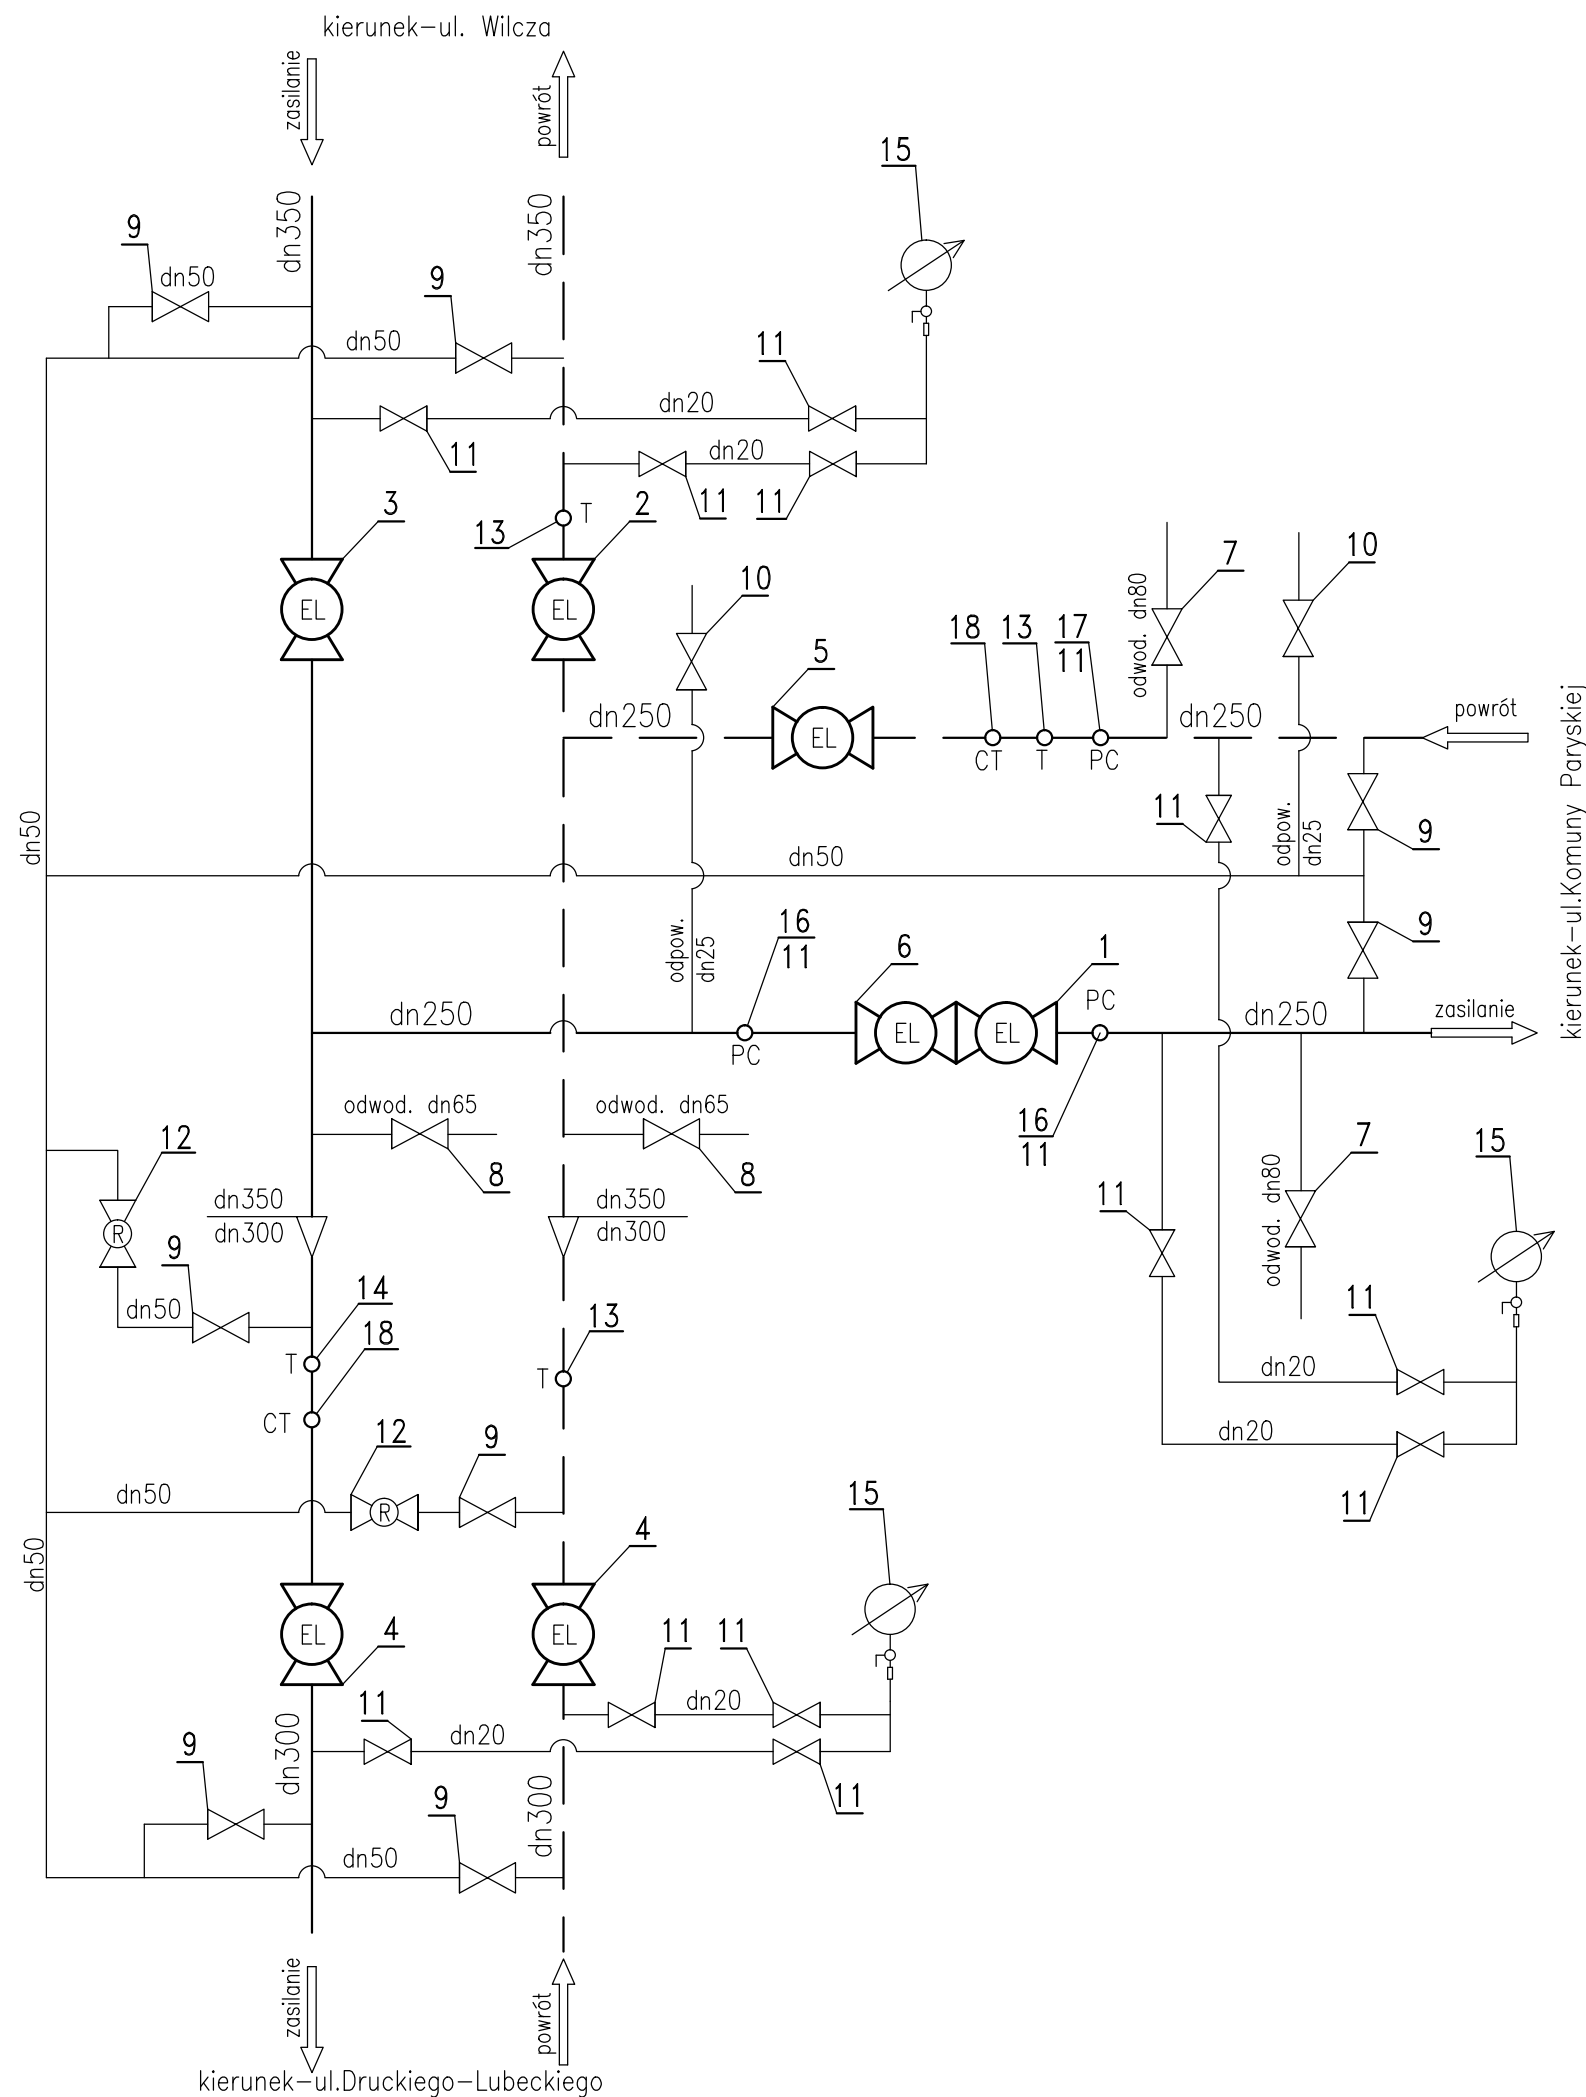 kierunek-ul. Wilcza
zasilanie
powrót
dn350
dn350
15
9
dn50
9
dn50
11
dn20
11
dn20
11
11
3
2
13
T
EL
EL
10
7
10
odwod. dn80
18
13
17
11
5
dn250
EL
CT
T
PC
dn250
powrót
kierunek-ul.Komuny Paryskiej
11
dn50
dn50
odpow.
dn25
9
9
odpow.
dn25
16
11
6
1
PC
dn250
PC
EL
EL
dn250
zasilanie
odwod. dn65
odwod. dn65
8
8
16
11
12
R
dn350
dn300
dn350
dn300
7
odwod. dn80
15
11
9
dn50
14
18
T
CT
13
T
11
dn20
dn20
11
12
9
dn50
R
dn50
15
4
EL
4
EL
11
11
dn20
11
dn20
11
dn300
dn300
9
9
dn50
zasilanie
powrót
kierunek-ul.Druckiego-Lubeckiego